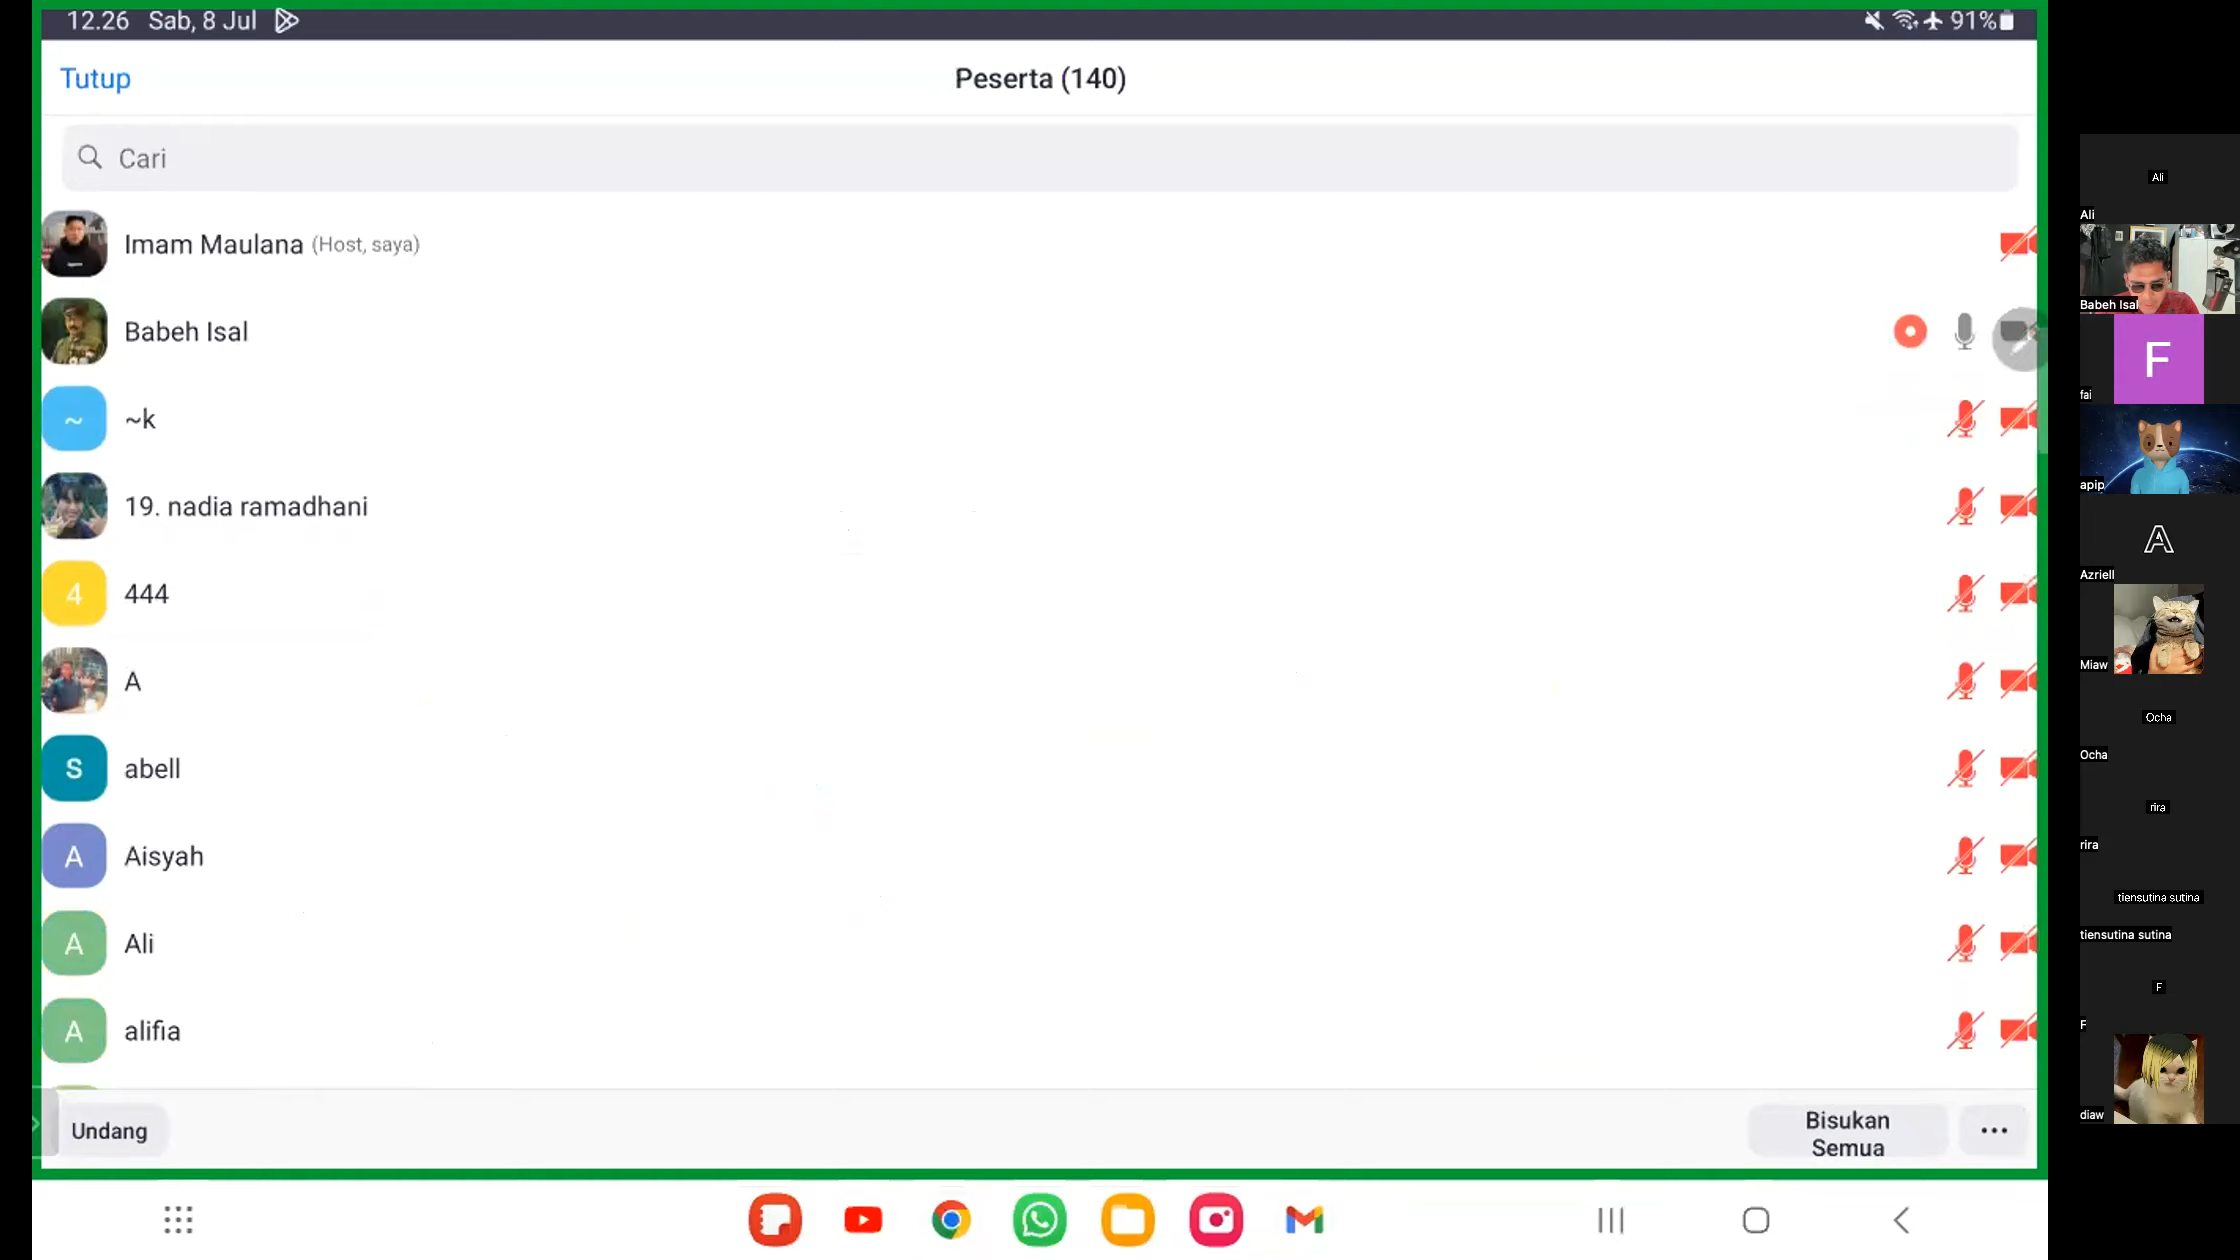 12.26 Sab, 8 Jul
91%
Tutup
Peserta (140)
Cari
Imam Maulana (Host, saya)
Babeh Isal
~
~k
19. nadia ramadhani
4
444
A
S
abell
A
Aisyah
A
Ali
A
alifia
Undang
Bisukan
Semua
Ali
Ali
Babeh Isal
F
fai
apip
A
Azriell
Miaw
Ocha
Ocha
rira
rira
tiensutina sutina
tiensutina sutina
F
F
diaw